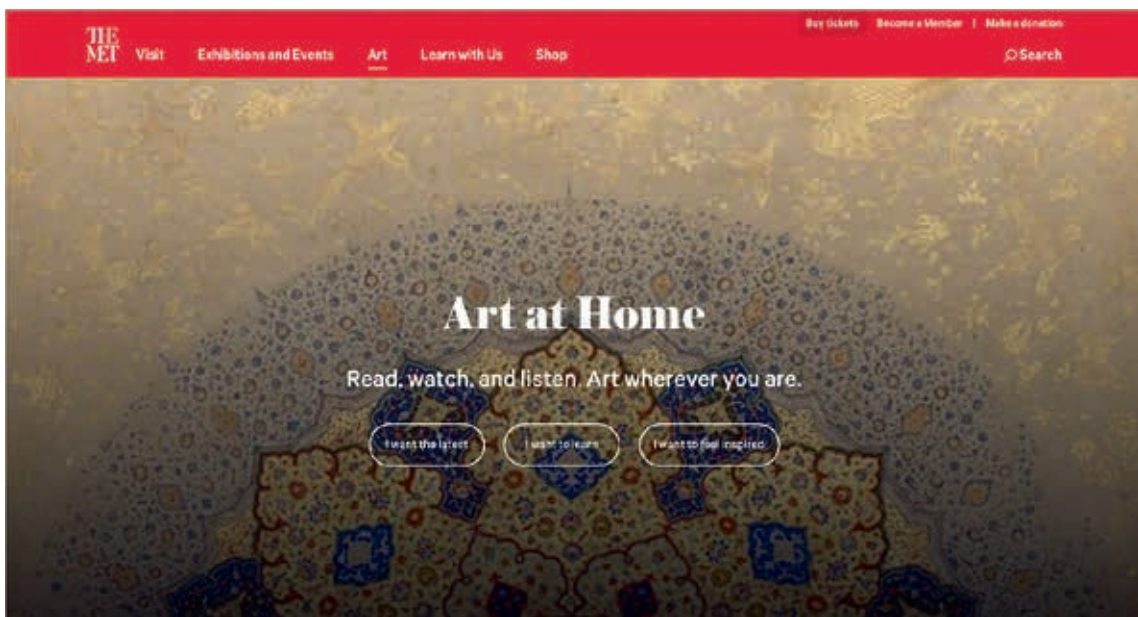 Buy tickets Become a Member | Make a donation
THE
MET Visit Exhibitions and Events Art Learn with Us Shop Search
Art at Home
Read, watch, and listen. Art wherever you are.
I want the latest I want to learn I want to feel inspired